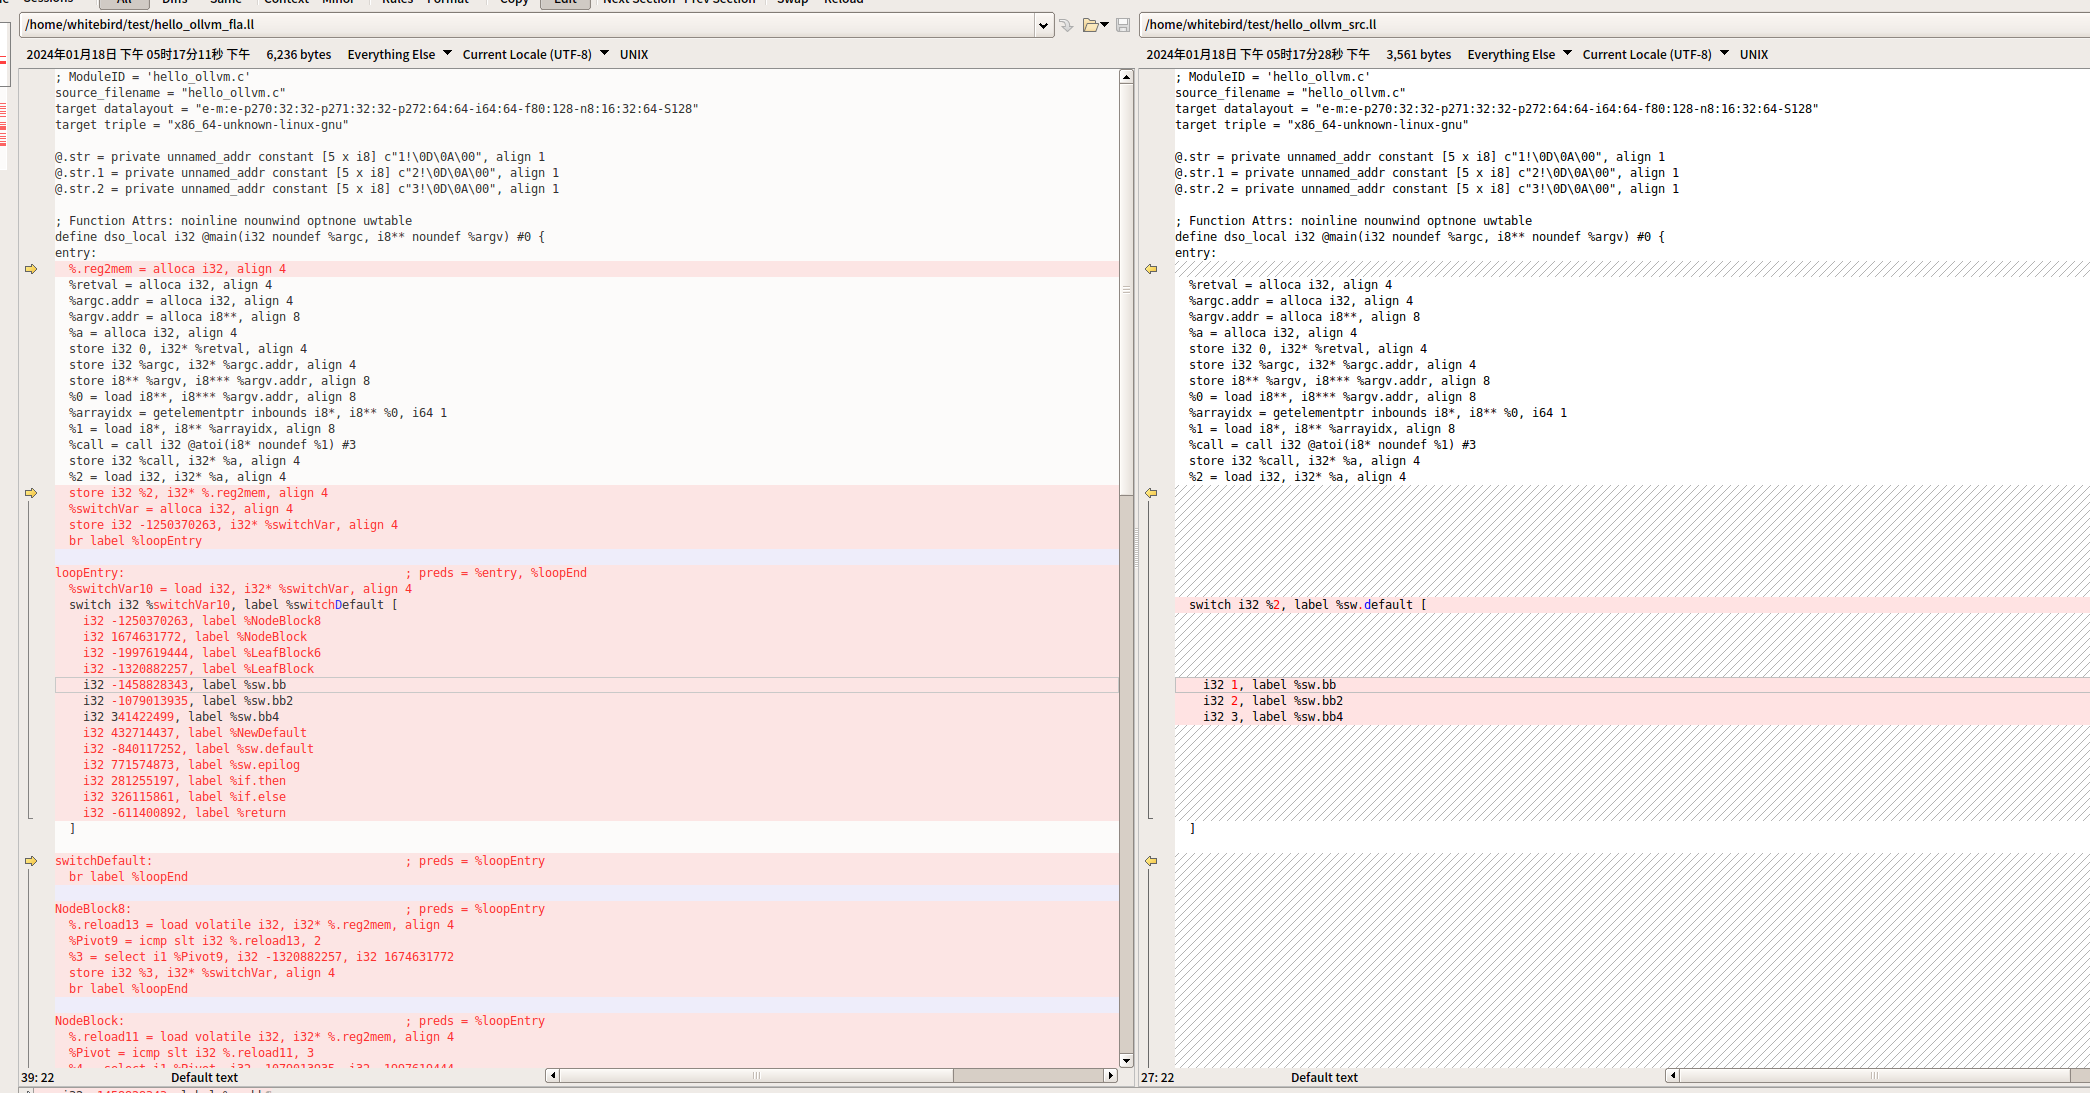 Sessions All Diffs Same Context Minor Rules Format Copy Edit Next Section Prev Section Swap Reload
/home/whitebird/test/hello_ollvm_fla.ll
2024年01月18日 下午 05时17分11秒 下午 6,236 bytes Everything Else Current Locale (UTF-8) UNIX
; ModuleID = 'hello_ollvm.c'
source_filename = "hello_ollvm.c"
target datalayout = "e-m:e-p270:32:32-p271:32:32-p272:64:64-i64:64-f80:128-n8:16:32:64-S128"
target triple = "x86_64-unknown-linux-gnu"
@.str = private unnamed_addr constant [5 x i8] c"1!\0D\0A\00", align 1
@.str.1 = private unnamed_addr constant [5 x i8] c"2!\0D\0A\00", align 1
@.str.2 = private unnamed_addr constant [5 x i8] c"3!\0D\0A\00", align 1
; Function Attrs: noinline nounwind optnone uwtable
define dso_local i32 @main(i32 noundef %argc, i8** noundef %argv) #0 {
entry:
%.reg2mem = alloca i32, align 4
%retval = alloca i32, align 4
%argc.addr = alloca i32, align 4
%argv.addr = alloca i8**, align 8
%a = alloca i32, align 4
store i32 0, i32* %retval, align 4
store i32 %argc, i32* %argc.addr, align 4
store i8** %argv, i8*** %argv.addr, align 8
%0 = load i8**, i8*** %argv.addr, align 8
%arrayidx = getelementptr inbounds i8*, i8** %0, i64 1
%1 = load i8*, i8** %arrayidx, align 8
%call = call i32 @atoi(i8* noundef %1) #3
store i32 %call, i32* %a, align 4
%2 = load i32, i32* %a, align 4
store i32 %2, i32* %.reg2mem, align 4
%switchVar = alloca i32, align 4
store i32 -1250370263, i32* %switchVar, align 4
br label %loopEntry
loopEntry: ; preds = %entry, %loopEnd
%switchVar10 = load i32, i32* %switchVar, align 4
switch i32 %switchVar10, label %switchDefault [
i32 -1250370263, label %NodeBlock8
i32 1674631772, label %NodeBlock
i32 -1997619444, label %LeafBlock6
i32 -1320882257, label %LeafBlock
i32 -1458828343, label %sw.bb
i32 -1079013935, label %sw.bb2
i32 341422499, label %sw.bb4
i32 432714437, label %NewDefault
i32 -840117252, label %sw.default
i32 771574873, label %sw.epilog
i32 281255197, label %if.then
i32 326115861, label %if.else
i32 -611400892, label %return
]
switchDefault: ; preds = %loopEntry
br label %loopEnd
NodeBlock8: ; preds = %loopEntry
%.reload13 = load volatile i32, i32* %.reg2mem, align 4
%Pivot9 = icmp slt i32 %.reload13, 2
%3 = select i1 %Pivot9, i32 -1320882257, i32 1674631772
store i32 %3, i32* %switchVar, align 4
br label %loopEnd
NodeBlock: ; preds = %loopEntry
%.reload11 = load volatile i32, i32* %.reg2mem, align 4
%Pivot = icmp slt i32 %.reload11, 3
%4 = select i1 %Pivot, i32 -1079013935, i32 -1997619444
39: 22 Default text
/home/whitebird/test/hello_ollvm_src.ll
2024年01月18日 下午 05时17分28秒 下午 3,561 bytes Everything Else Current Locale (UTF-8) UNIX
; ModuleID = 'hello_ollvm.c'
source_filename = "hello_ollvm.c"
target datalayout = "e-m:e-p270:32:32-p271:32:32-p272:64:64-i64:64-f80:128-n8:16:32:64-S128"
target triple = "x86_64-unknown-linux-gnu"
@.str = private unnamed_addr constant [5 x i8] c"1!\0D\0A\00", align 1
@.str.1 = private unnamed_addr constant [5 x i8] c"2!\0D\0A\00", align 1
@.str.2 = private unnamed_addr constant [5 x i8] c"3!\0D\0A\00", align 1
; Function Attrs: noinline nounwind optnone uwtable
define dso_local i32 @main(i32 noundef %argc, i8** noundef %argv) #0 {
entry:
%retval = alloca i32, align 4
%argc.addr = alloca i32, align 4
%argv.addr = alloca i8**, align 8
%a = alloca i32, align 4
store i32 0, i32* %retval, align 4
store i32 %argc, i32* %argc.addr, align 4
store i8** %argv, i8*** %argv.addr, align 8
%0 = load i8**, i8*** %argv.addr, align 8
%arrayidx = getelementptr inbounds i8*, i8** %0, i64 1
%1 = load i8*, i8** %arrayidx, align 8
%call = call i32 @atoi(i8* noundef %1) #3
store i32 %call, i32* %a, align 4
%2 = load i32, i32* %a, align 4
switch i32 %2, label %sw.default [
i32 1, label %sw.bb
i32 2, label %sw.bb2
i32 3, label %sw.bb4
]
27: 22 Default text